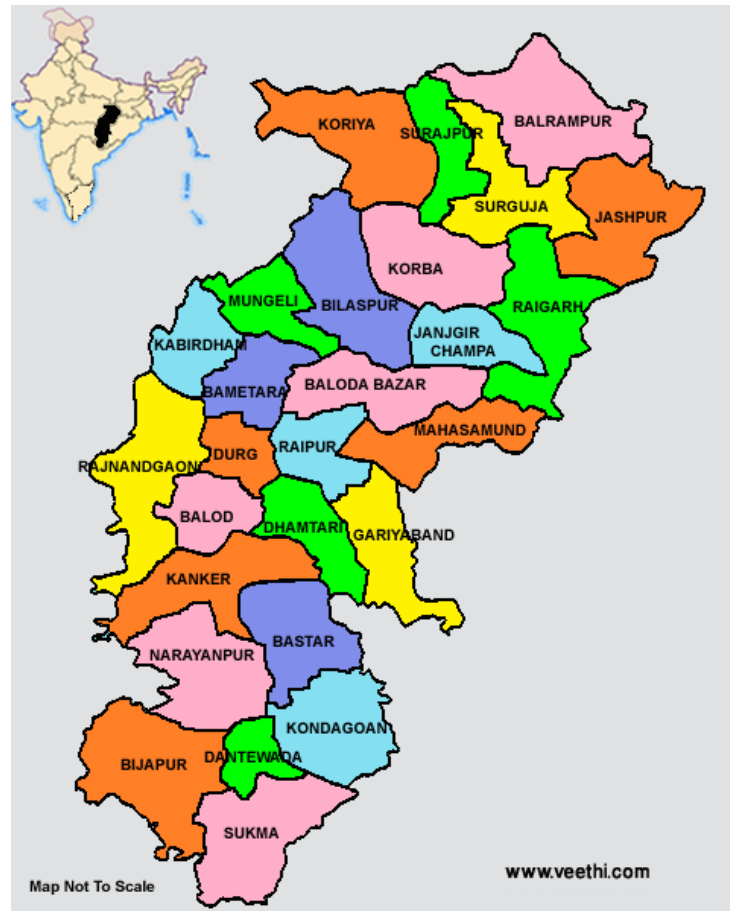 KORIYA
SURAJPUR
BALRAMPUR
SURGUJA
JASHPUR
KORBA
MUNGELI
BILASPUR
RAIGARH
JANJGIR
CHAMPA
KABIRDHAM
BAMETARA
BALODA BAZAR
MAHASAMUND
RAJNANDGAON
DURG
RAIPUR
BALOD
DHAMTARI
GARIYABAND
KANKER
BASTAR
NARAYANPUR
KONDAGOAN
DANTEWADA
BIJAPUR
SUKMA
www.veethi.com
Map Not To Scale